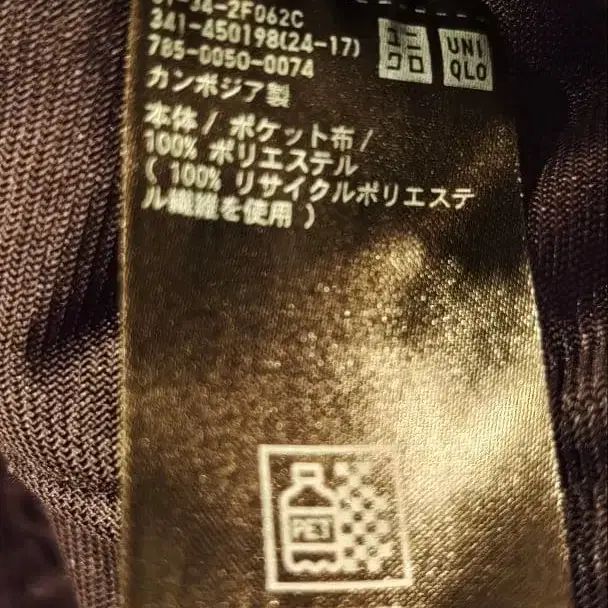 341-450198(24-17)
785-0050-0074
カンボジア製
本体 / ポケット布 /
100% ポリエステル
( 100% リサイクルポリエステ
ル繊維を使用 )
ユニ
クロ
UNI
QLO
PET